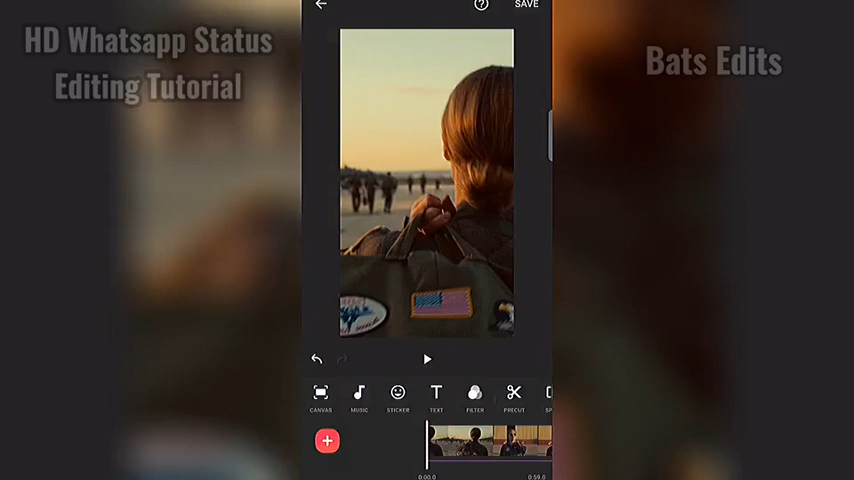 HD Whatsapp Status
Editing Tutorial
Bats Edits
SAVE
CANVAS
MUSIC
STICKER
TEXT
FILTER
PRECUT
SP
0:00.0
0:59.0